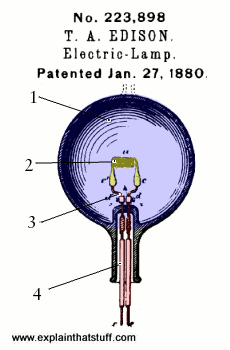 No. 223,898
T. A. EDISON.
Electric-Lamp.
Patented Jan. 27, 1880.
1
a
2
c' c
3
d' d
4
www.explainthatstuff.com